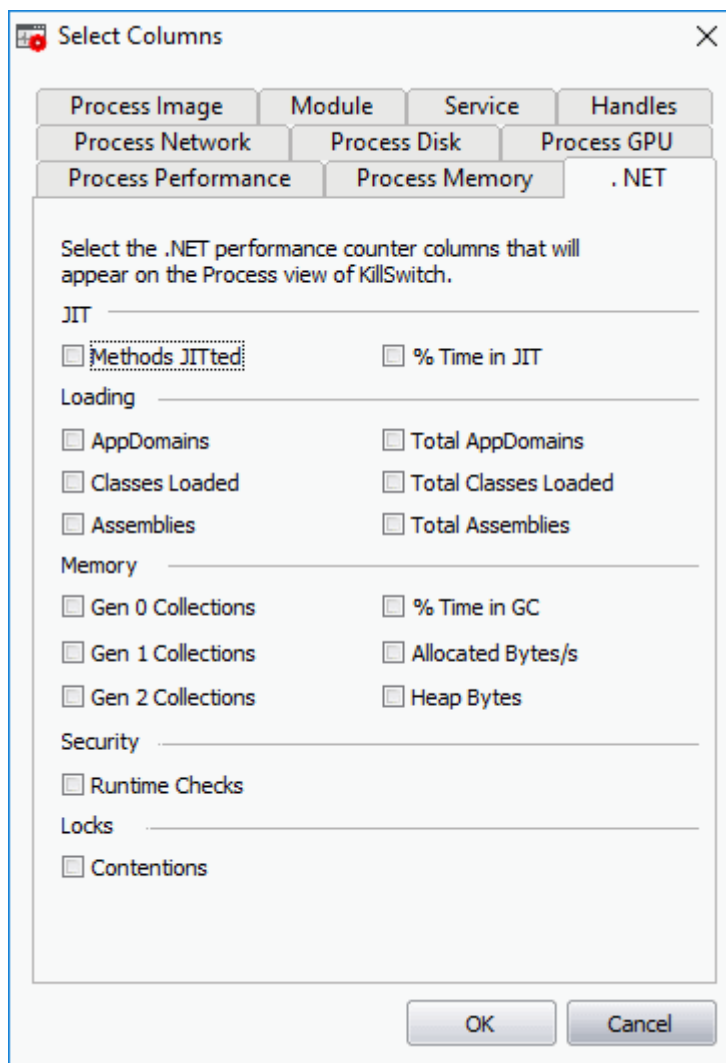 Select Columns
Process Image Module Service Handles
Process Network Process Disk Process GPU
Process Performance Process Memory . NET
Select the .NET performance counter columns that will
appear on the Process view of KillSwitch.
JIT
Methods JITted % Time in JIT
Loading
AppDomains Total AppDomains
Classes Loaded Total Classes Loaded
Assemblies Total Assemblies
Memory
Gen 0 Collections % Time in GC
Gen 1 Collections Allocated Bytes/s
Gen 2 Collections Heap Bytes
Security
Runtime Checks
Locks
Contentions
OK Cancel